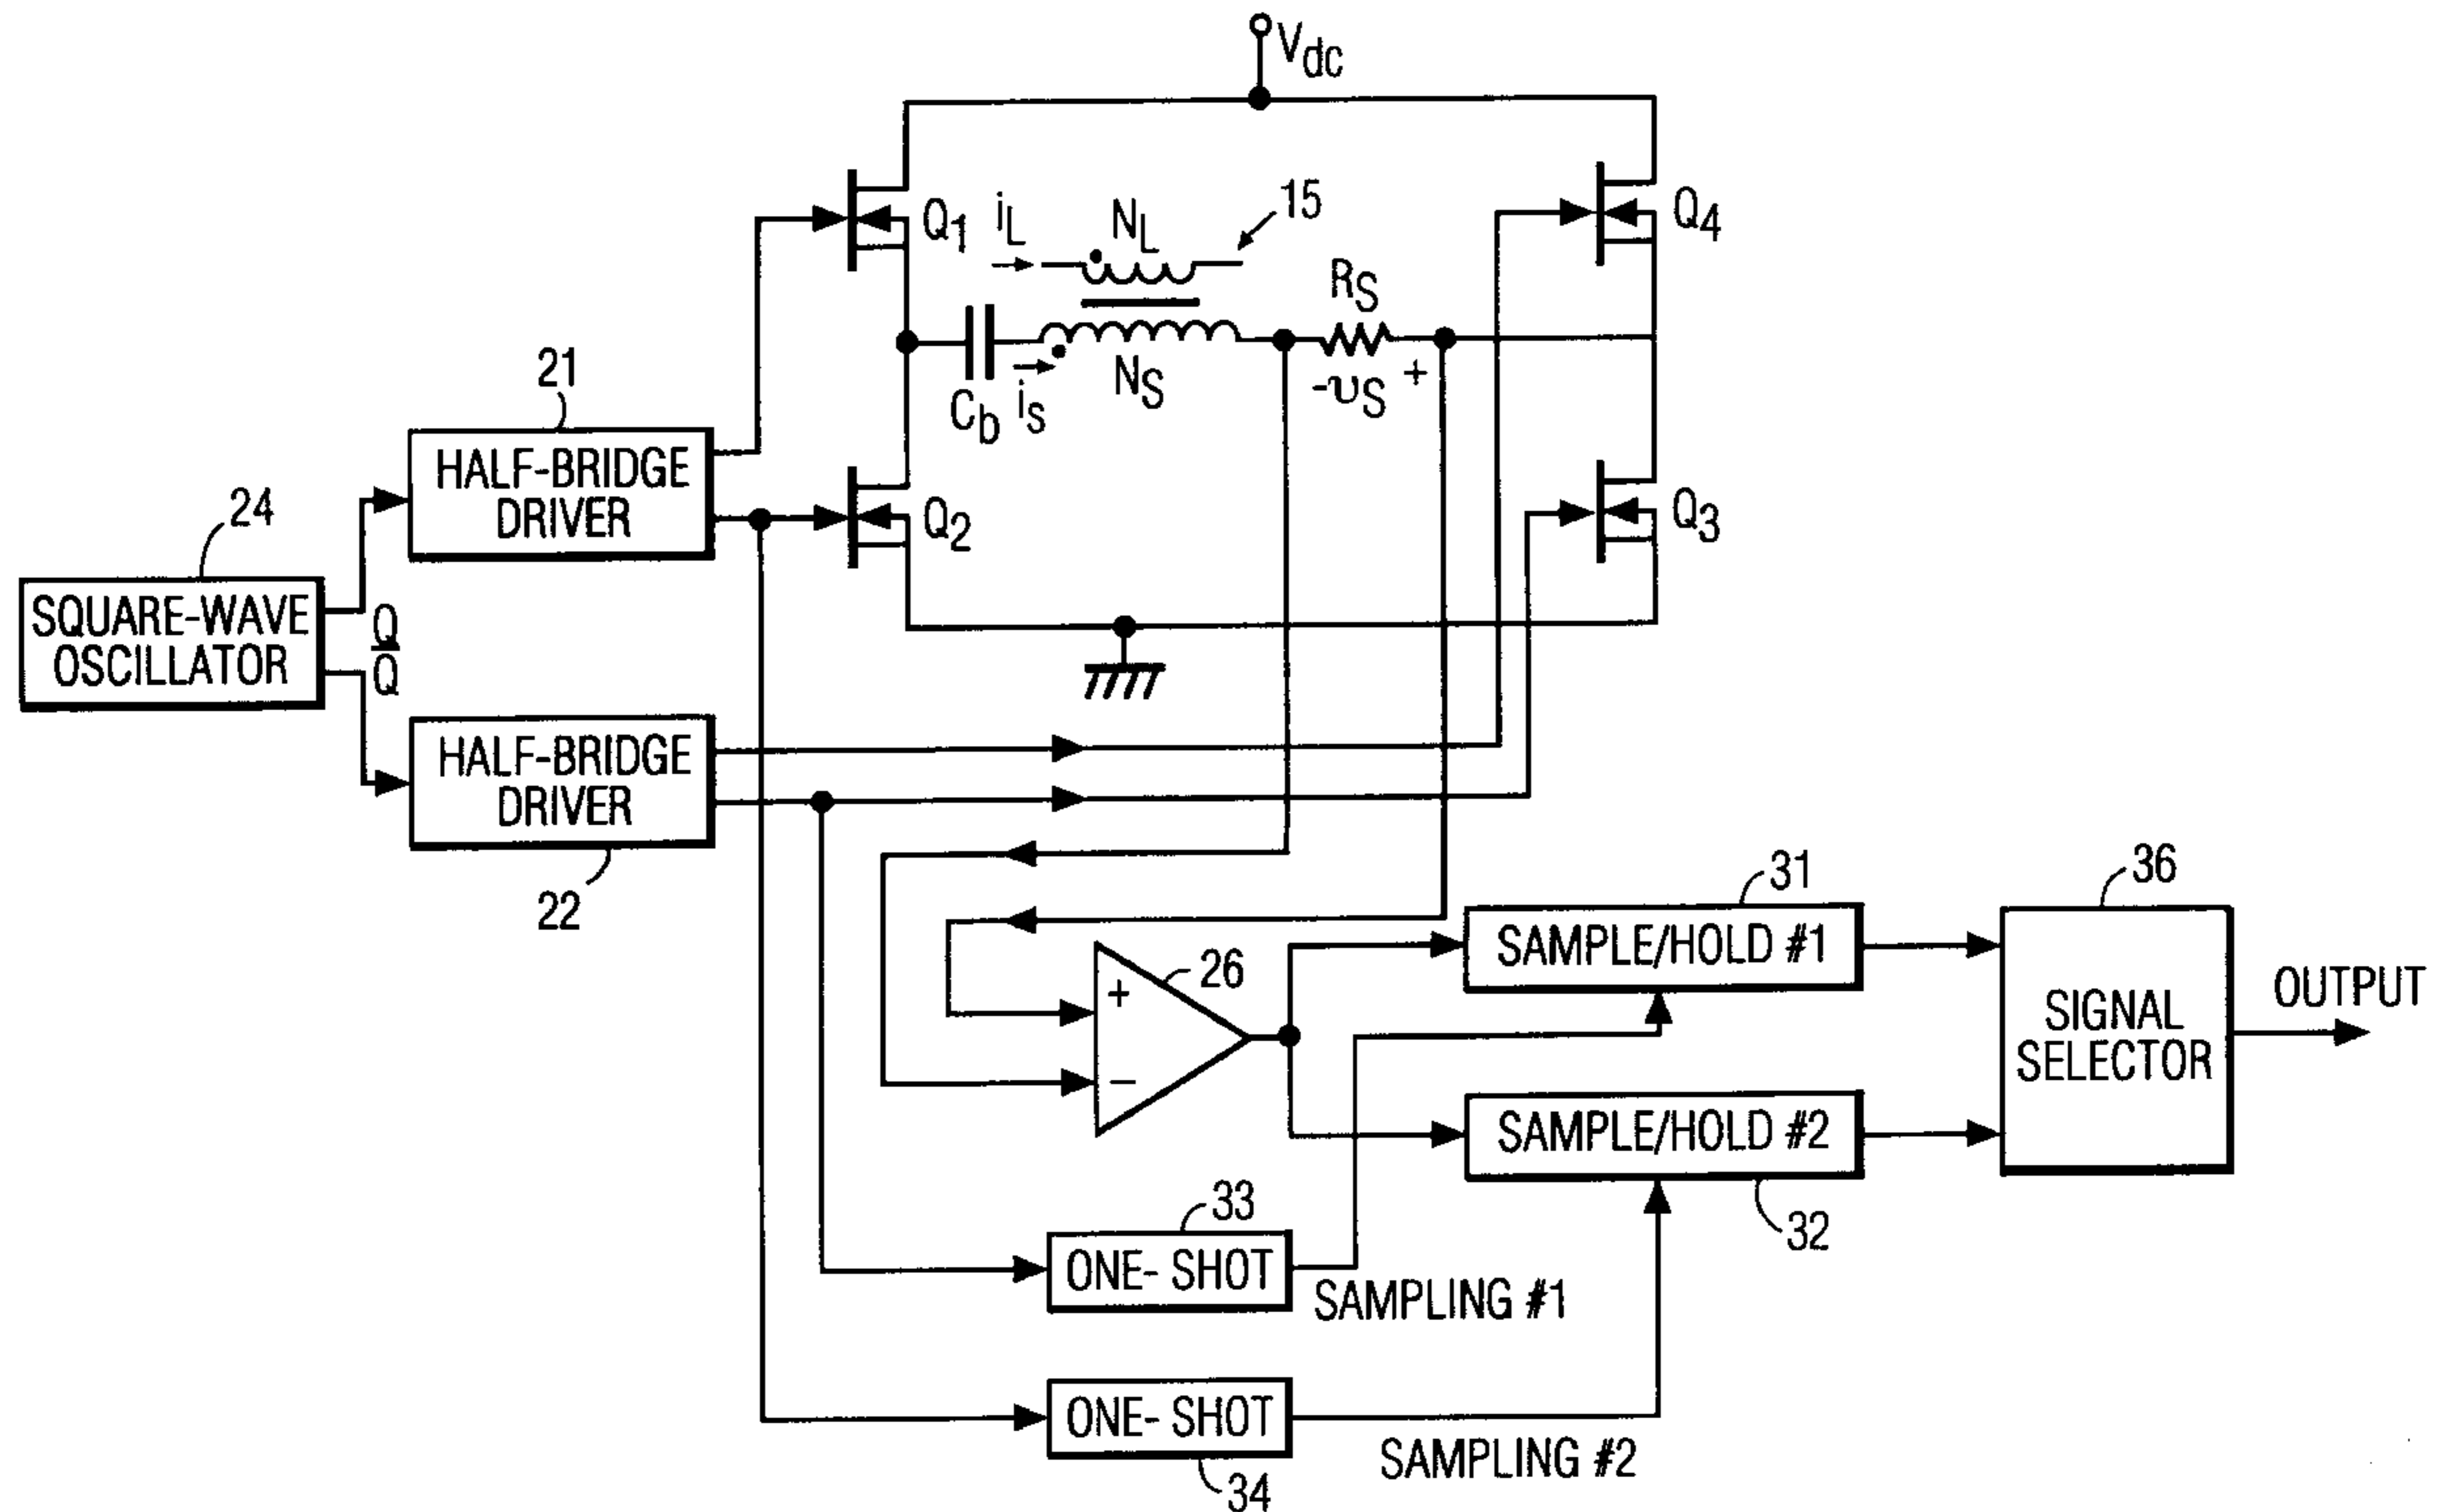 Vdc
Q1
iL
NL
15
Q4
RS
-υS +
Cb
is
NS
Q2
Q3
21
HALF-BRIDGE
DRIVER
24
SQUARE-WAVE
OSCILLATOR
Q
Q̅
HALF-BRIDGE
DRIVER
22
26
+
−
31
SAMPLE/HOLD #1
36
SIGNAL
SELECTOR
OUTPUT
SAMPLE/HOLD #2
32
33
ONE- SHOT
SAMPLING #1
ONE- SHOT
34
SAMPLING #2